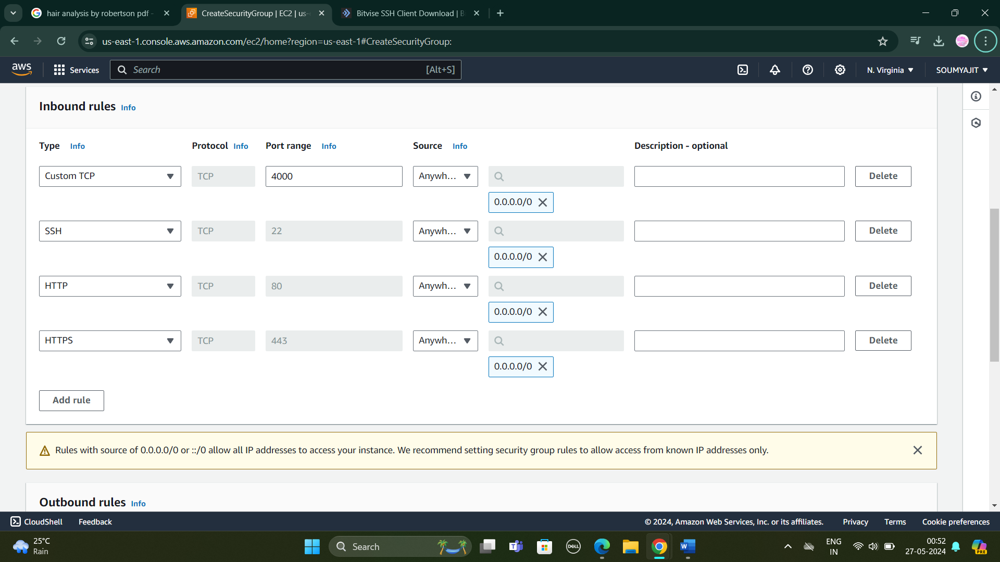 hair analysis by robertson pdf -
CreateSecurityGroup | EC2 | us-
Bitvise SSH Client Download |
us-east-1.console.aws.amazon.com/ec2/home?region=us-east-1#CreateSecurityGroup:
aws
Services
Search
[Alt+S]
N. Virginia
SOUMYAJIT
Inbound rules Info
Type Info Protocol Info Port range Info Source Info Description - optional
Custom TCP TCP 4000 Anywh... Delete
0.0.0.0/0
SSH TCP 22 Anywh... Delete
0.0.0.0/0
HTTP TCP 80 Anywh... Delete
0.0.0.0/0
HTTPS TCP 443 Anywh... Delete
0.0.0.0/0
Add rule
Rules with source of 0.0.0.0/0 or ::/0 allow all IP addresses to access your instance. We recommend setting security group rules to allow access from known IP addresses only.
Outbound rules Info
CloudShell Feedback © 2024, Amazon Web Services, Inc. or its affiliates. Privacy Terms Cookie preferences
25°C
Rain
Search
DELL
W
PRE
ENG
IN
00:52
27-05-2024